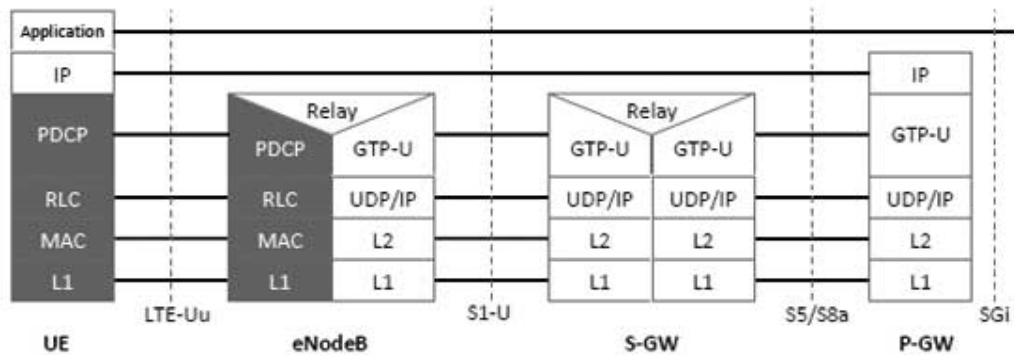 Application
IP IP
Relay Relay
PDCP PDCP GTP-U GTP-U GTP-U GTP-U
RLC RLC UDP/IP UDP/IP UDP/IP UDP/IP
MAC MAC L2 L2 L2 L2
L1 L1 L1 L1 L1 L1
LTE-Uu S1-U S5/S8a SGi
UE eNodeB S-GW P-GW